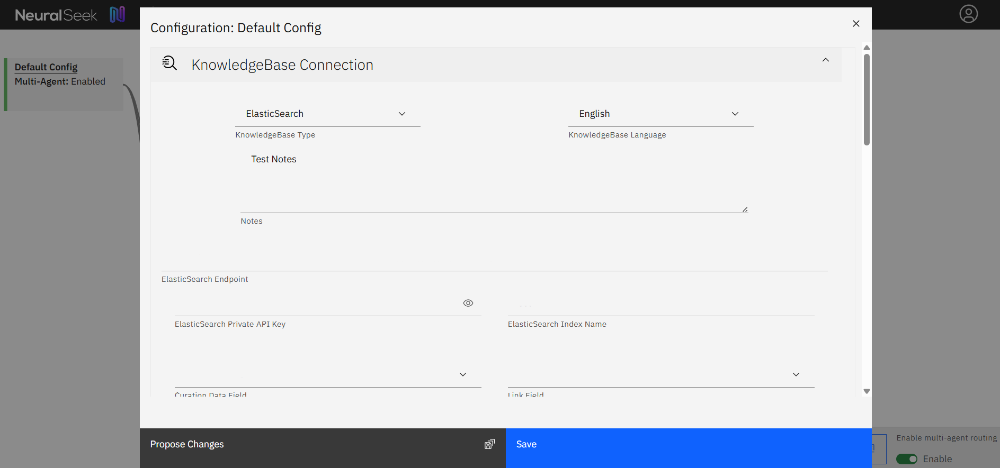 NeuralSeek
Configuration: Default Config
Default Config
Multi-Agent: Enabled
KnowledgeBase Connection
ElasticSearch
English
KnowledgeBase Type
KnowledgeBase Language
Test Notes
Notes
ElasticSearch Endpoint
ElasticSearch Private API Key
ElasticSearch Index Name
Curation Data Field
Link Field
Propose Changes
Save
Enable multi-agent routing
Enable